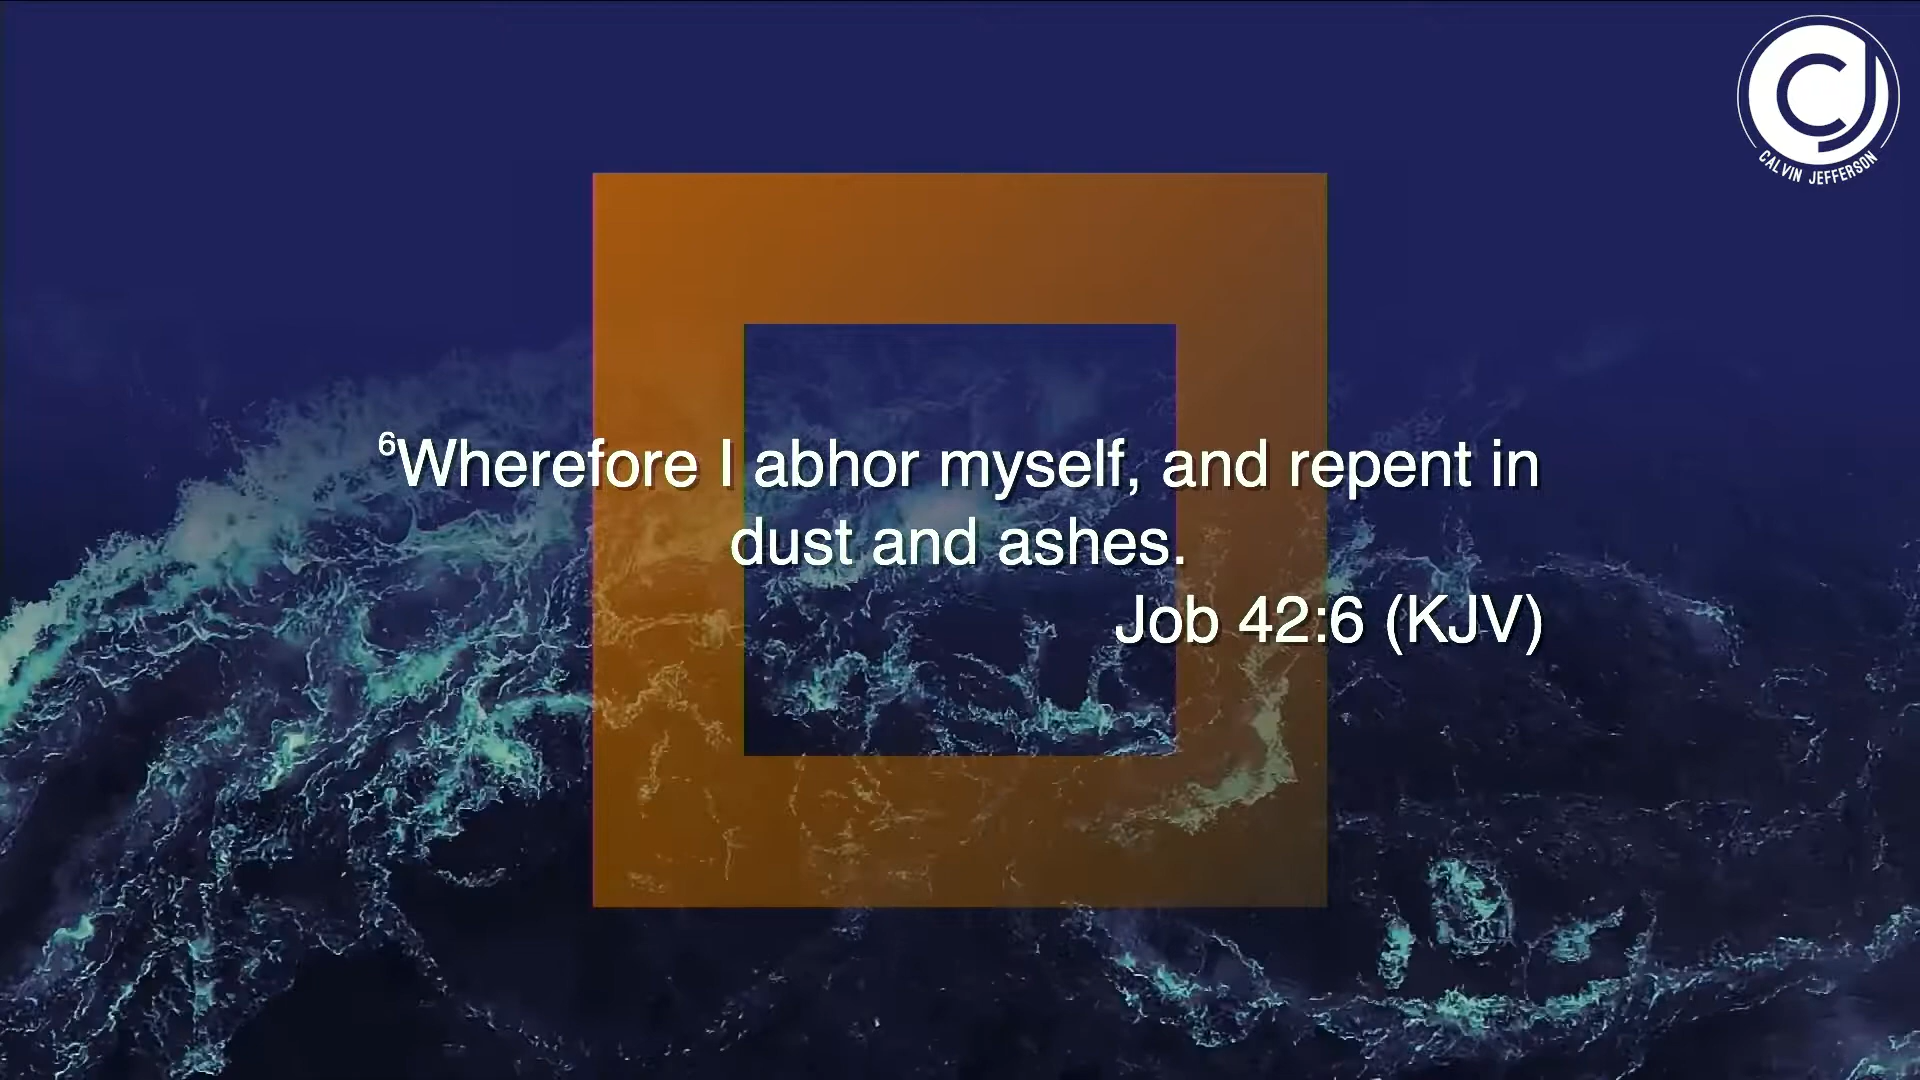 CALVIN JEFFERSON
⁶Wherefore I abhor myself, and repent in
dust and ashes.
Job 42:6 (KJV)